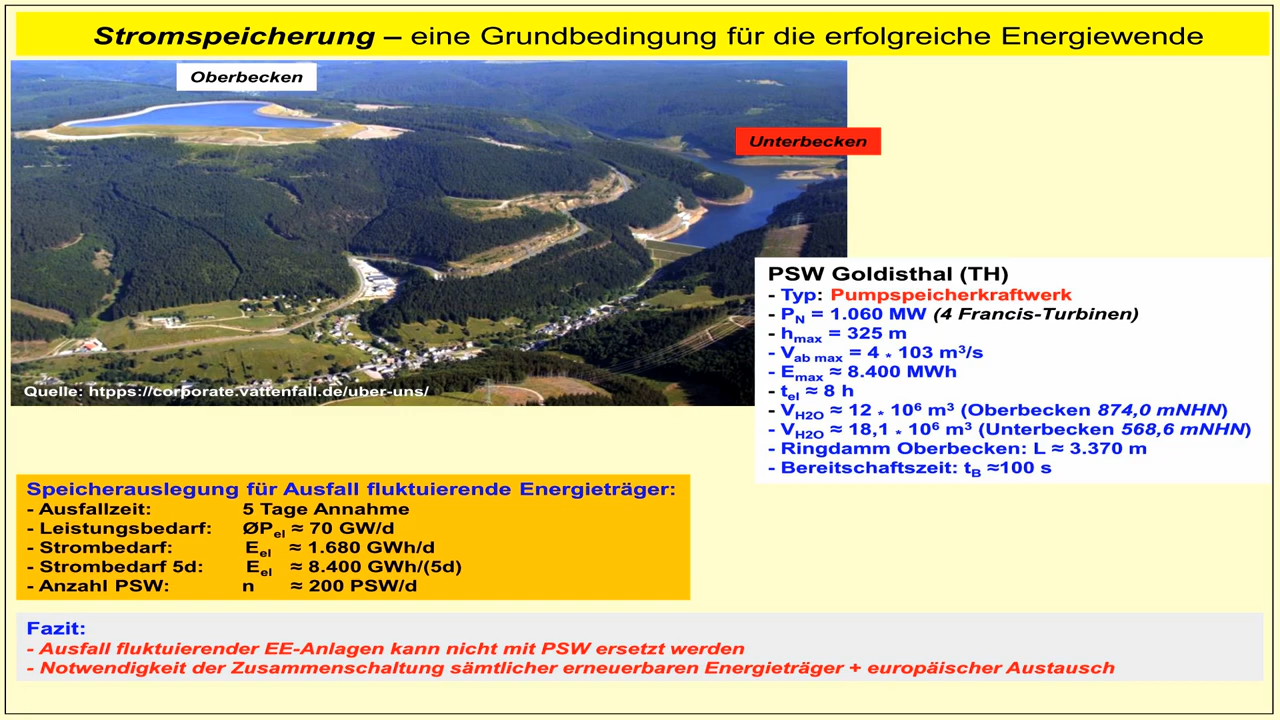 Stromspeicherung – eine Grundbedingung für die erfolgreiche Energiewende
Oberbecken
Unterbecken
Quelle: htpps://corporate.vattenfall.de/uber-uns/
PSW Goldisthal (TH)
- Typ: Pumpspeicherkraftwerk
- PN = 1.060 MW (4 Francis-Turbinen)
- hmax = 325 m
- Vab max = 4 * 103 m³/s
- Emax ≈ 8.400 MWh
- tel ≈ 8 h
- VH2O ≈ 12 * 10⁶ m³ (Oberbecken 874,0 mNHN)
- VH2O ≈ 18,1 * 10⁶ m³ (Unterbecken 568,6 mNHN)
- Ringdamm Oberbecken: L ≈ 3.370 m
- Bereitschaftszeit: tB ≈100 s
Speicherauslegung für Ausfall fluktuierende Energieträger:
- Ausfallzeit: 5 Tage Annahme
- Leistungsbedarf: ØPel ≈ 70 GW/d
- Strombedarf: Eel ≈ 1.680 GWh/d
- Strombedarf 5d: Eel ≈ 8.400 GWh/(5d)
- Anzahl PSW: n ≈ 200 PSW/d
Fazit:
- Ausfall fluktuierender EE-Anlagen kann nicht mit PSW ersetzt werden
- Notwendigkeit der Zusammenschaltung sämtlicher erneuerbaren Energieträger + europäischer Austausch